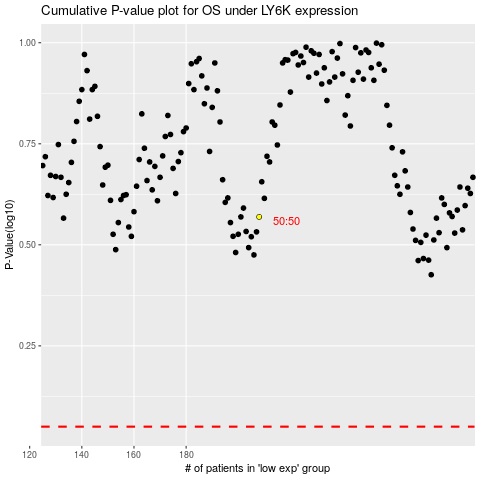 Cumulative P-value plot for OS under LY6K expression
1.00
0.75
0.50
0.25
P-Value(log10)
50:50
120 140 160 180
# of patients in 'low exp' group